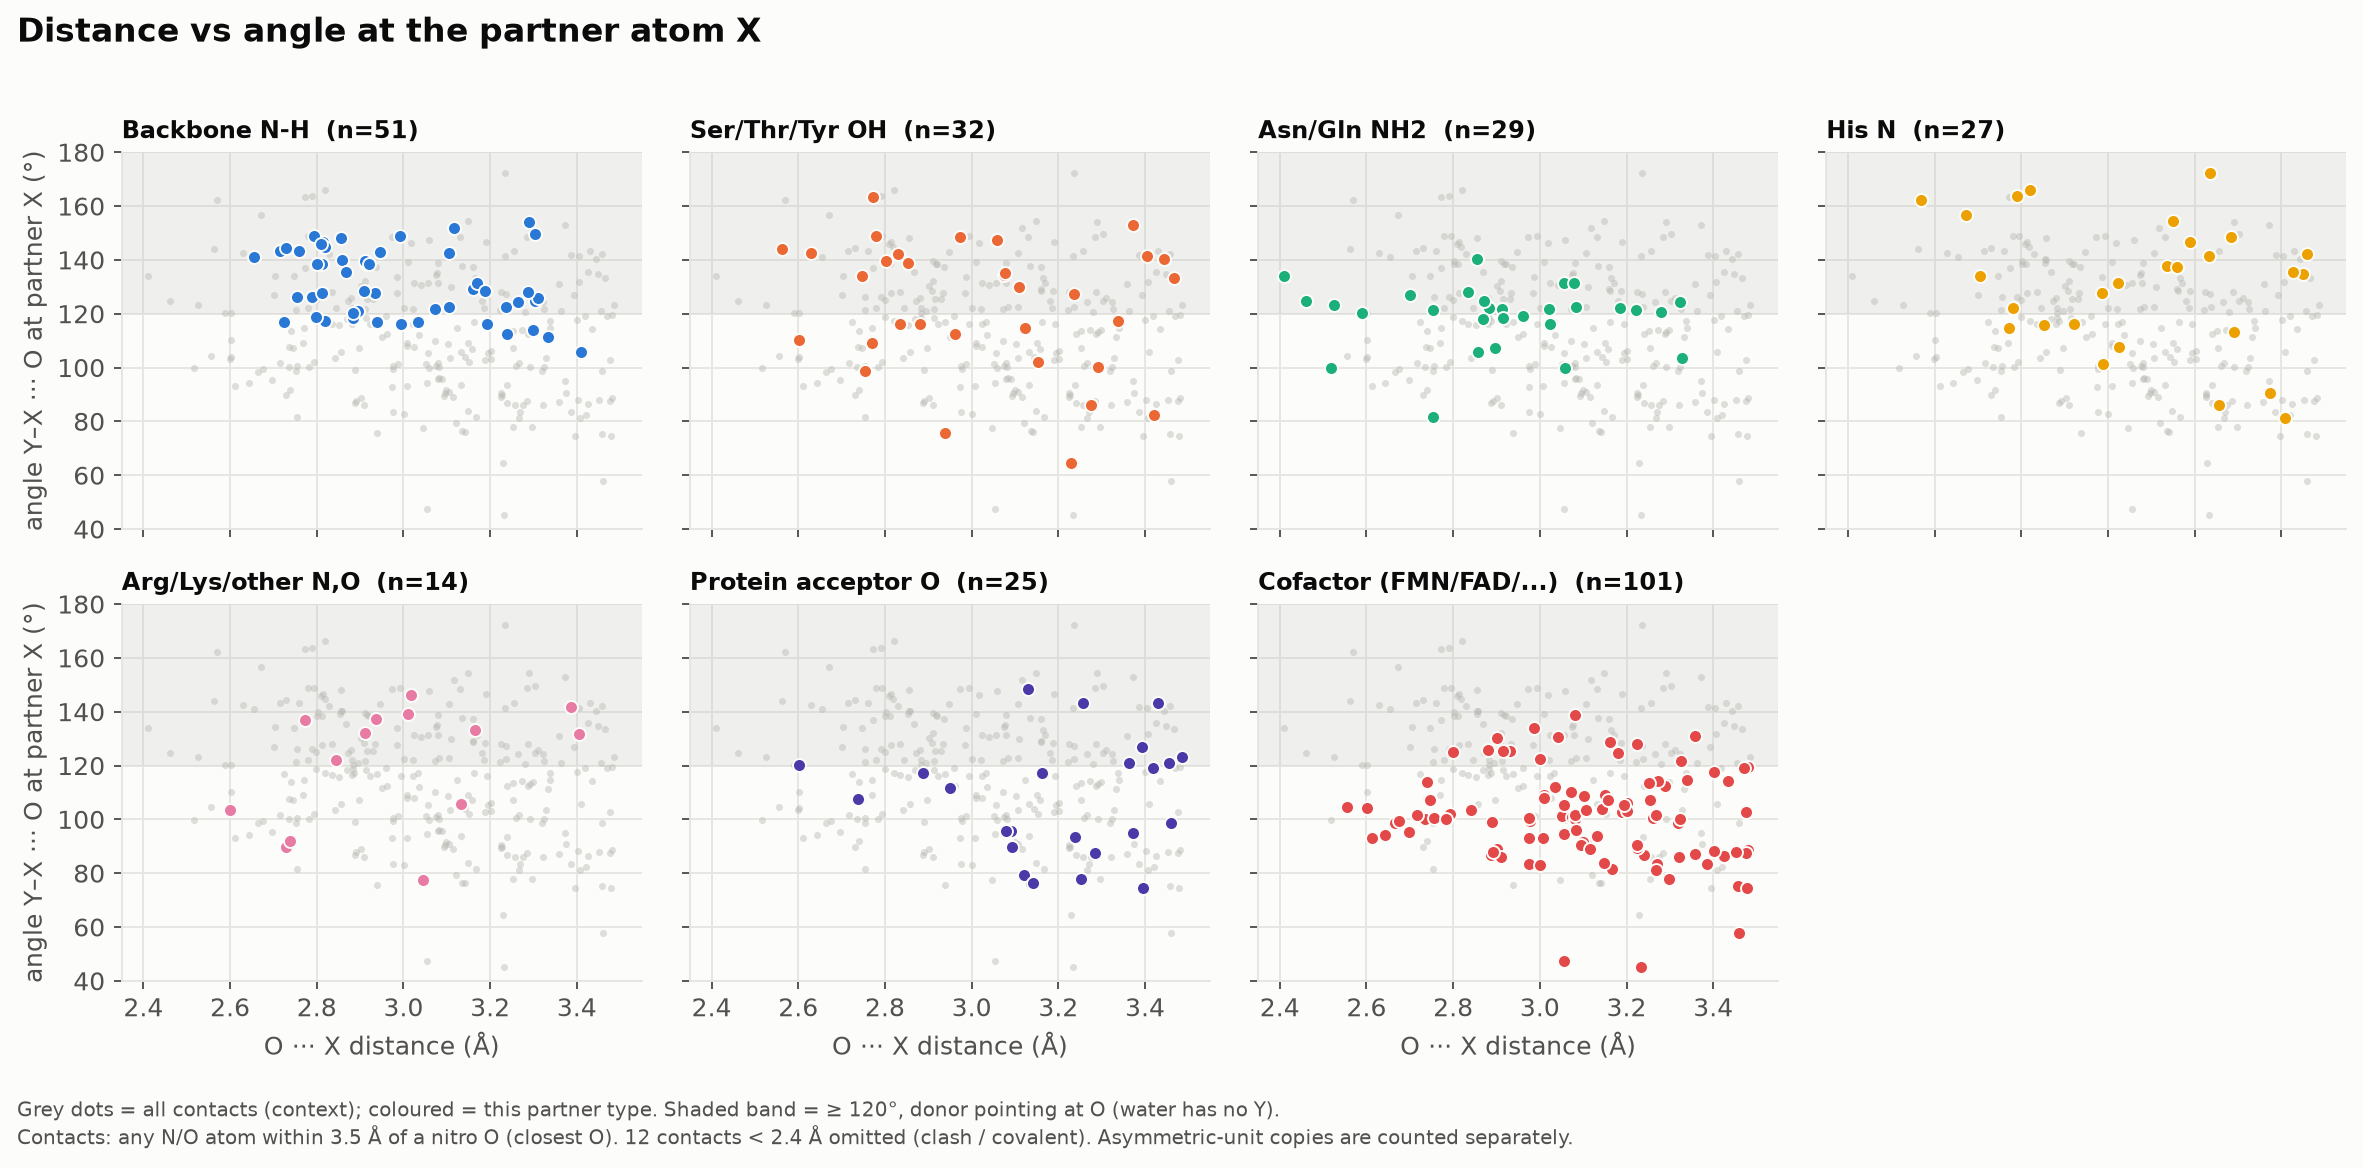 Distance vs angle at the partner atom X
Backbone N-H (n=51)
Ser/Thr/Tyr OH (n=32)
Asn/Gln NH2 (n=29)
His N (n=27)
angle Y–X ··· O at partner X (°)
180
160
140
120
100
80
60
40
Arg/Lys/other N,O (n=14)
Protein acceptor O (n=25)
Cofactor (FMN/FAD/...) (n=101)
angle Y–X ··· O at partner X (°)
180
160
140
120
100
80
60
40
2.4 2.6 2.8 3.0 3.2 3.4
2.4 2.6 2.8 3.0 3.2 3.4
2.4 2.6 2.8 3.0 3.2 3.4
O ··· X distance (Å)
O ··· X distance (Å)
O ··· X distance (Å)
Grey dots = all contacts (context); coloured = this partner type. Shaded band = ≥ 120°, donor pointing at O (water has no Y).
Contacts: any N/O atom within 3.5 Å of a nitro O (closest O). 12 contacts < 2.4 Å omitted (clash / covalent). Asymmetric-unit copies are counted separately.